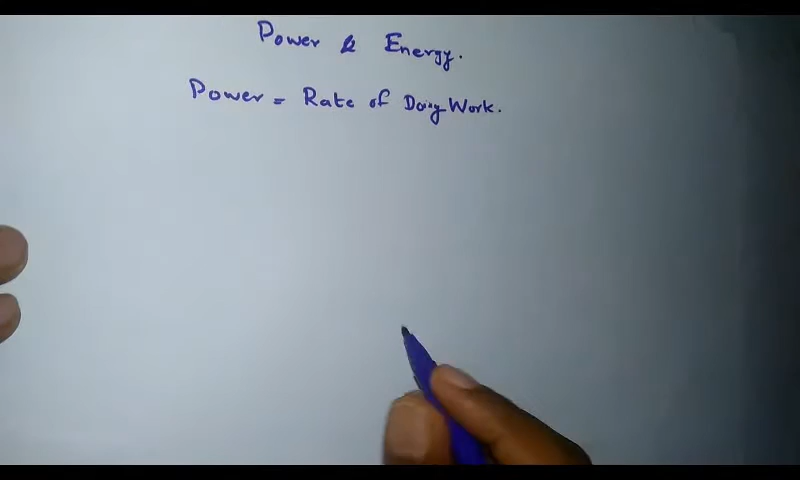 Power & Energy.
Power = Rate of Doing Work.